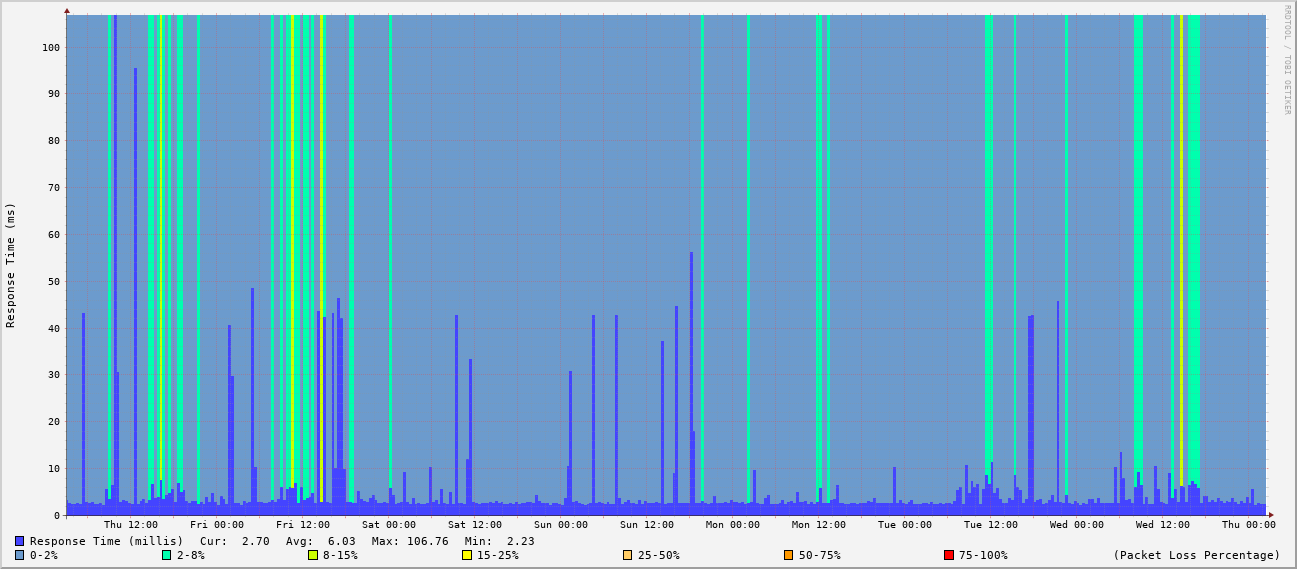 RRDTOOL / TOBI OETIKER
Response Time (ms)
100
90
80
70
60
50
40
30
20
10
0
Thu 12:00 Fri 00:00 Fri 12:00 Sat 00:00 Sat 12:00 Sun 00:00 Sun 12:00 Mon 00:00 Mon 12:00 Tue 00:00 Tue 12:00 Wed 00:00 Wed 12:00 Thu 00:00
Response Time (millis) Cur: 2.70 Avg: 6.03 Max: 106.76 Min: 2.23
0-2% 2-8% 8-15% 15-25% 25-50% 50-75% 75-100% (Packet Loss Percentage)